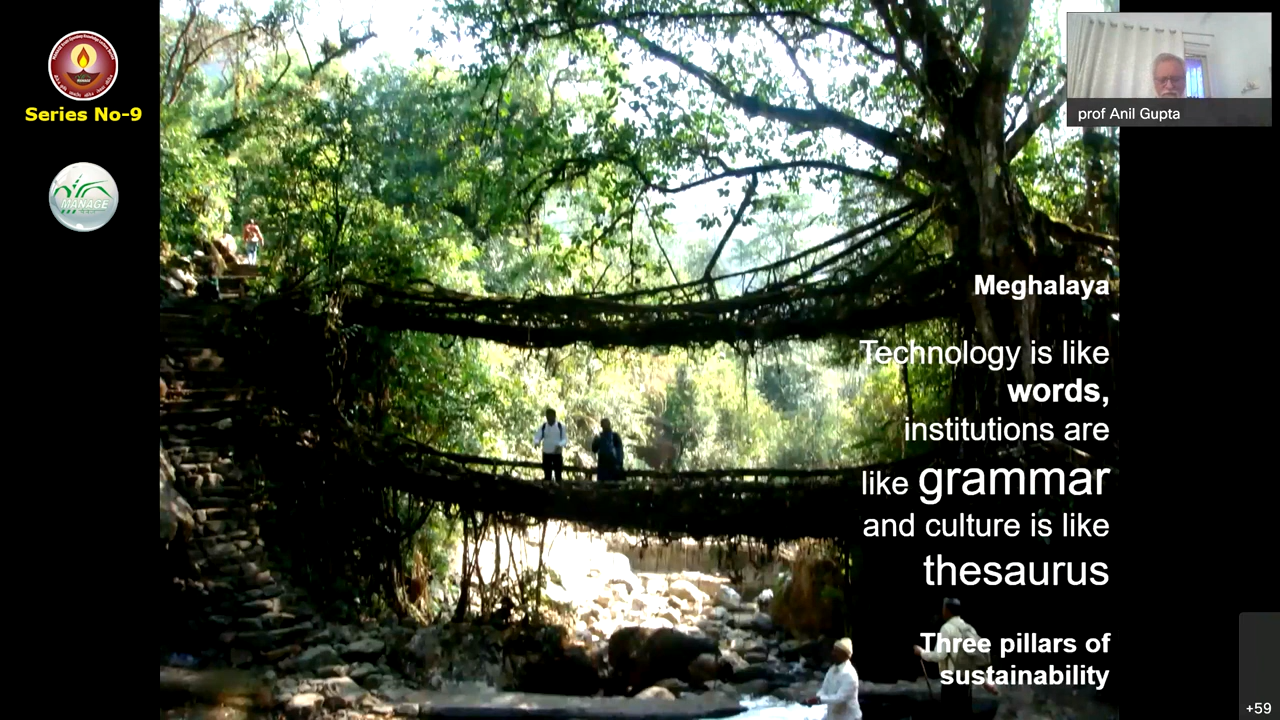 Series No-9
MANAGE
prof Anil Gupta
Meghalaya
Technology is like
words,
institutions are
like grammar
and culture is like
thesaurus
Three pillars of
sustainability
+59